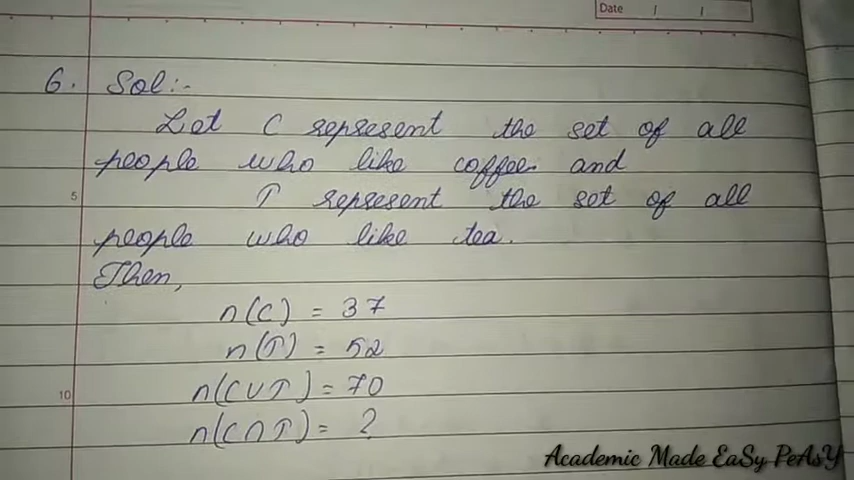 Date / /
6. Sol:-
Let C represent the set of all
people who like coffee. and
5
T represent the set of all
people who like tea.
Then,
n(C) = 37
n(T) = 52
10
n(C∪T) = 70
n(C∩T) = ?
Academic Made EaSy PeAsY